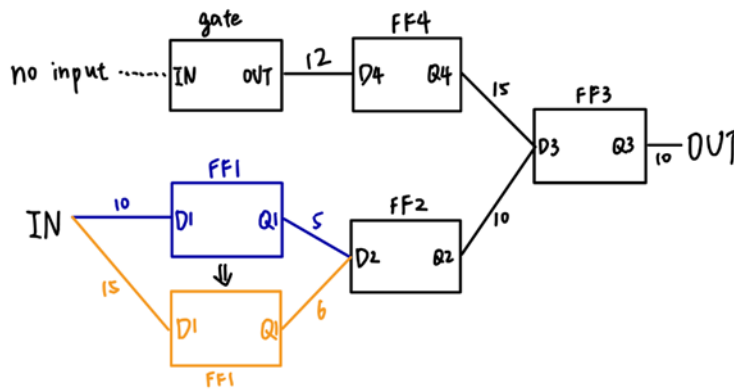 gate
FF4
no input
IN
OUT
12
D4
Q4
15
FF3
D3
Q3
10
OUT
FF1
IN
10
D1
Q1
5
FF2
D2
Q2
10
15
D1
Q1
6
FF1